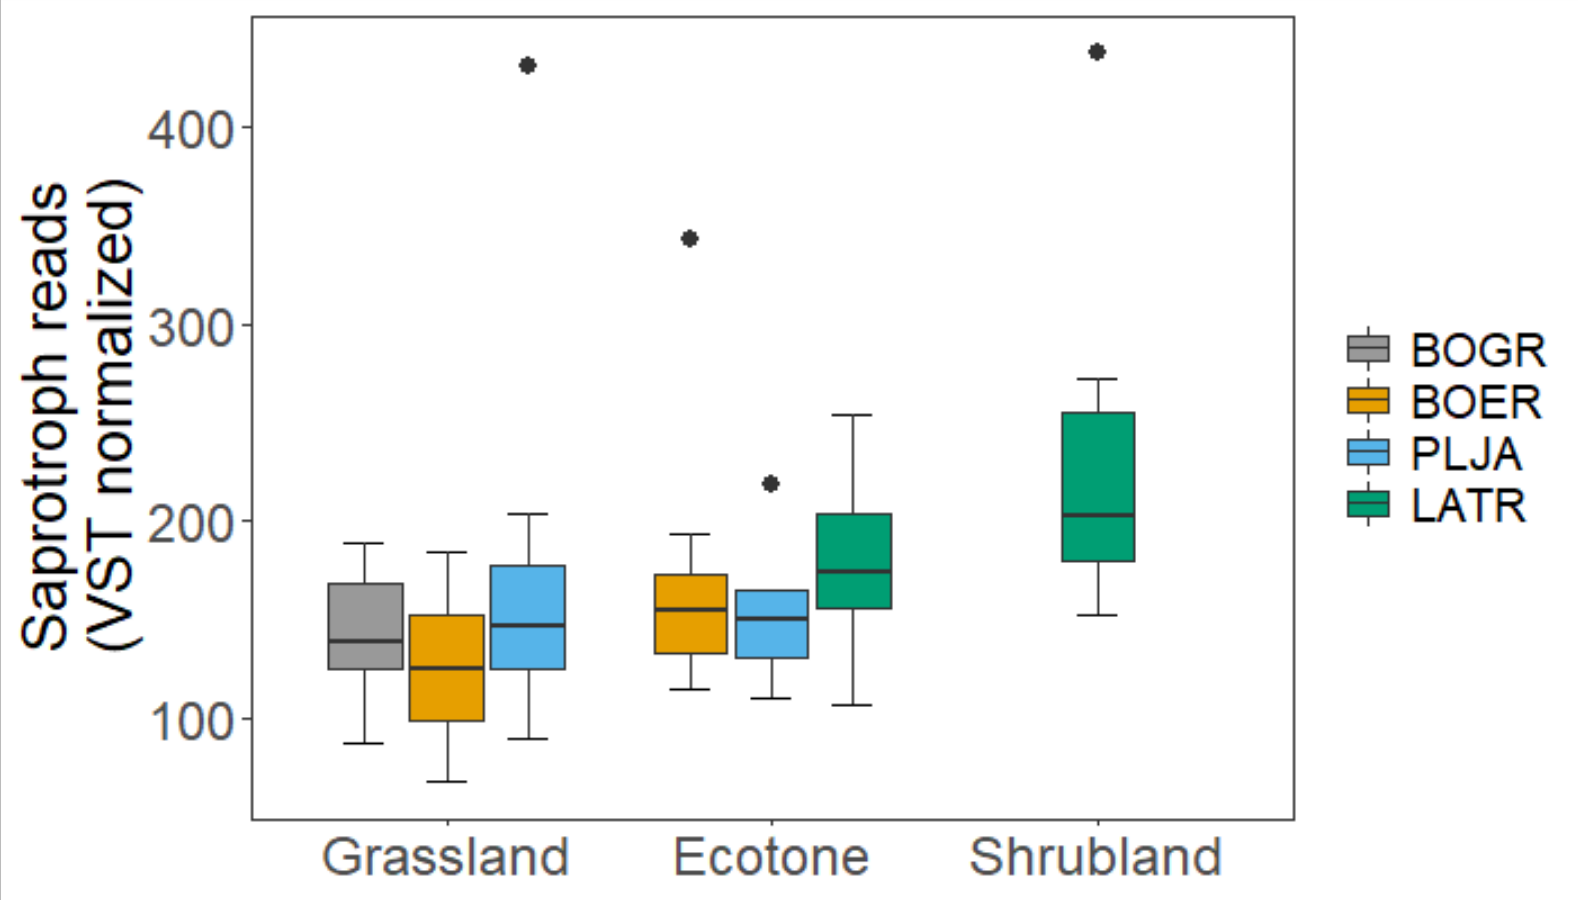 Saprotroph reads
(VST normalized)
400
300
200
100
Grassland
Ecotone
Shrubland
BOGR
BOER
PLJA
LATR